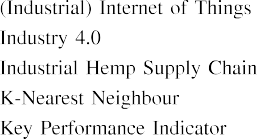 (Industrial) Internet of Things
Industry 4.0
Industrial Hemp Supply Chain
K-Nearest Neighbour
Key Performance Indicator